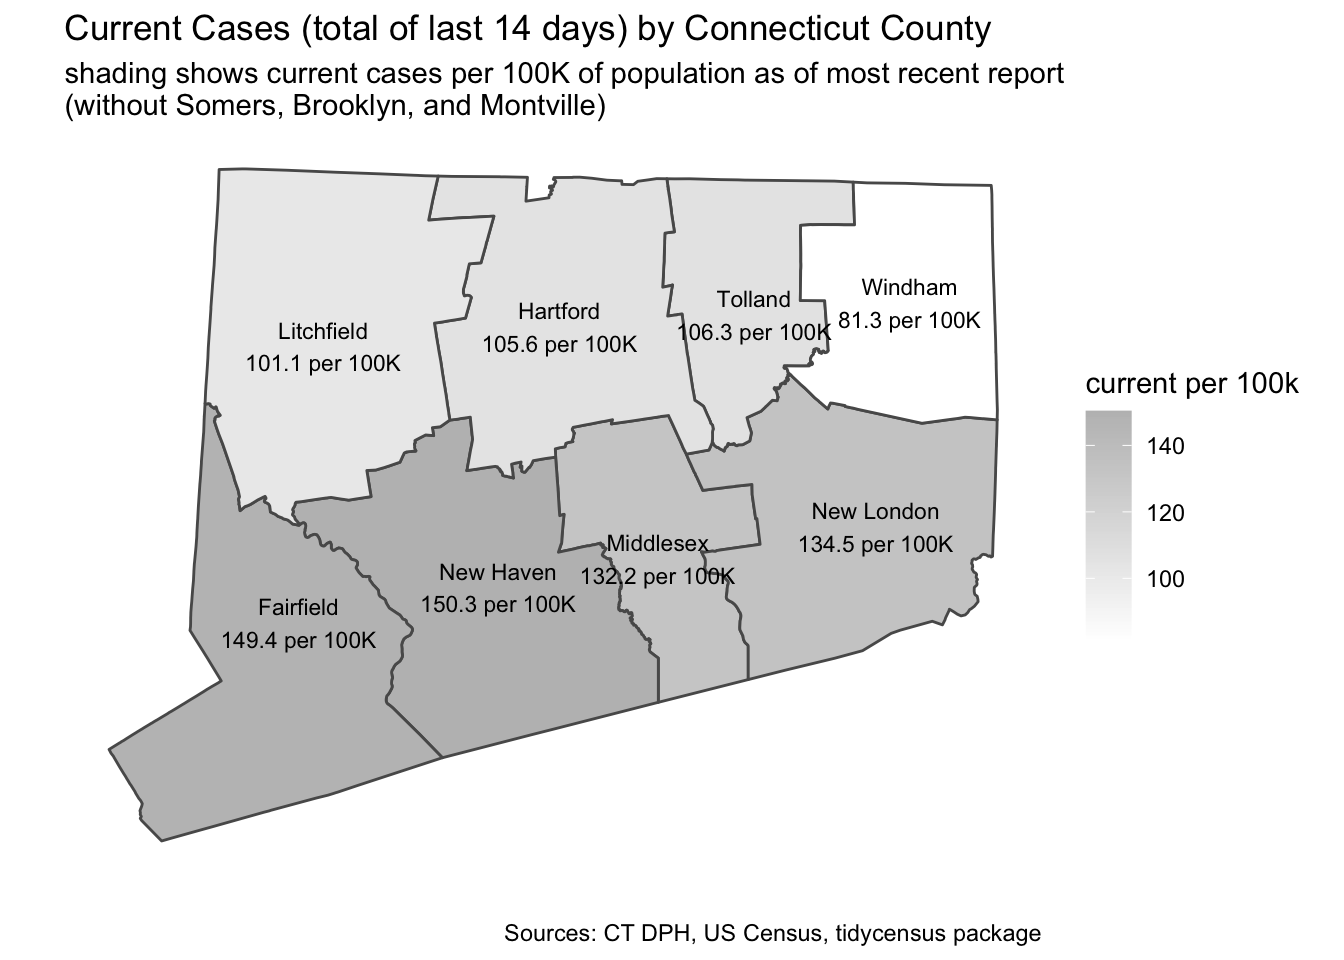 Current Cases (total of last 14 days) by Connecticut County
shading shows current cases per 100K of population as of most recent report
(without Somers, Brooklyn, and Montville)
Windham
81.3 per 100K
Tolland
106.3 per 100K
Hartford
105.6 per 100K
Litchfield
101.1 per 100K
current per 100k
140
120
100
New London
134.5 per 100K
Middlesex
132.2 per 100K
New Haven
150.3 per 100K
Fairfield
149.4 per 100K
Sources: CT DPH, US Census, tidycensus package